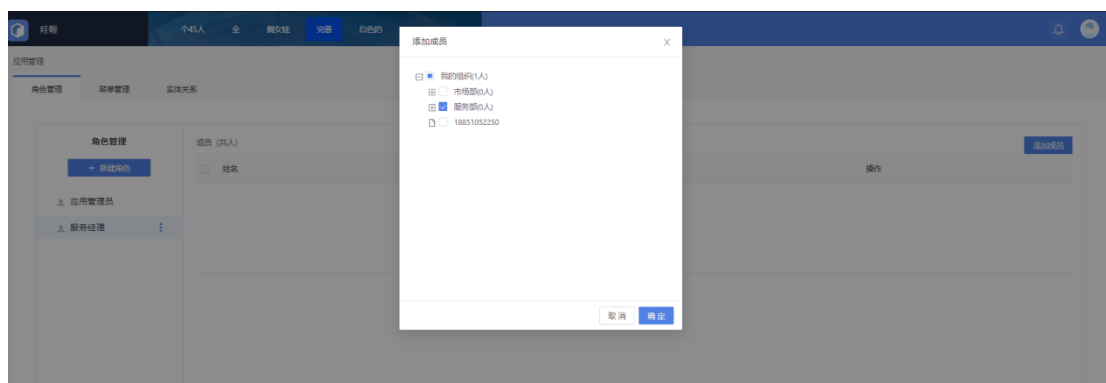 旺明 个45人 全 侧女娃 完善 白色的
应用管理
角色管理 菜单管理 实体关系
角色管理
+ 新建角色
应用管理员
服务经理
成员 (共人)
添加成员
姓名 操作
添加成员
我的组织(1人)
市场部(0人)
服务部(0人)
18851052250
取消 确定